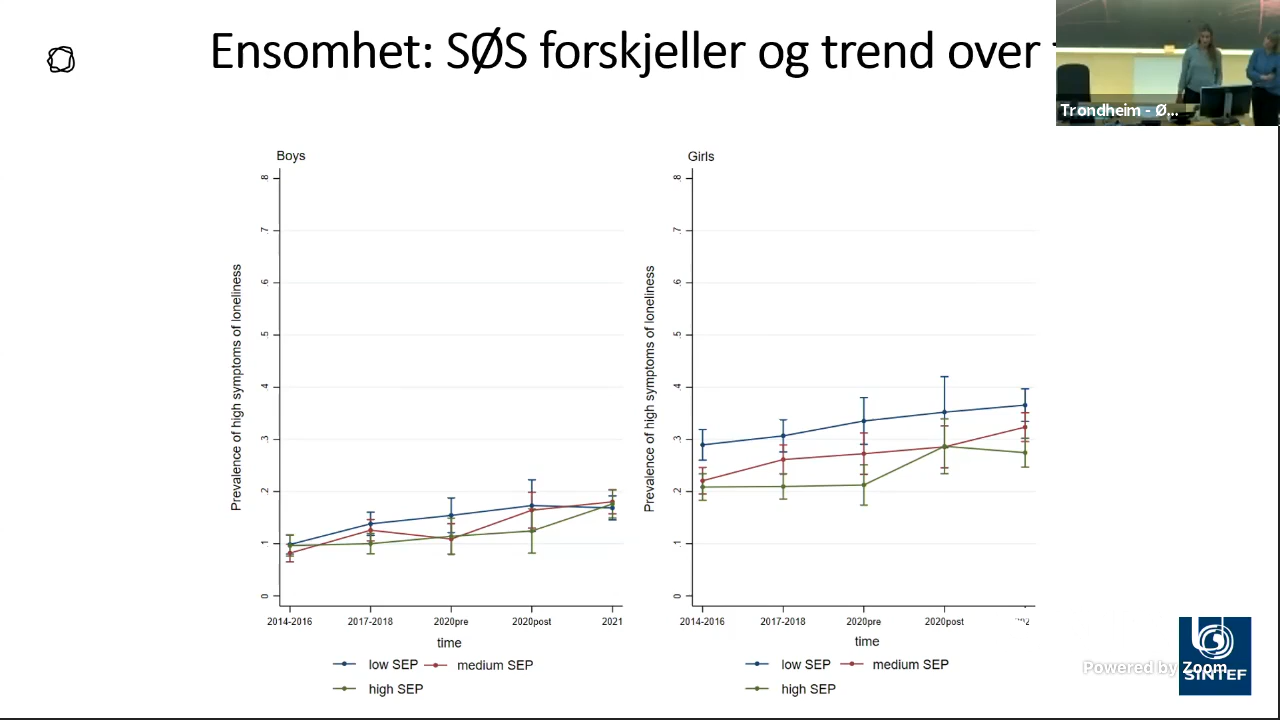 Ensomhet: SØS forskjeller og trend over
Trondheim - Ø...
Boys
Prevalence of high symptoms of loneliness
.8
.7
.6
.5
.4
.3
.2
.1
0
2014-2016 2017-2018 2020pre 2020post 2021
time
low SEP medium SEP
high SEP
Girls
Prevalence of high symptoms of loneliness
.8
.7
.6
.5
.4
.3
.2
.1
0
2014-2016 2017-2018 2020pre 2020post
time
low SEP medium SEP
high SEP
Powered by Zoom
SINTEF